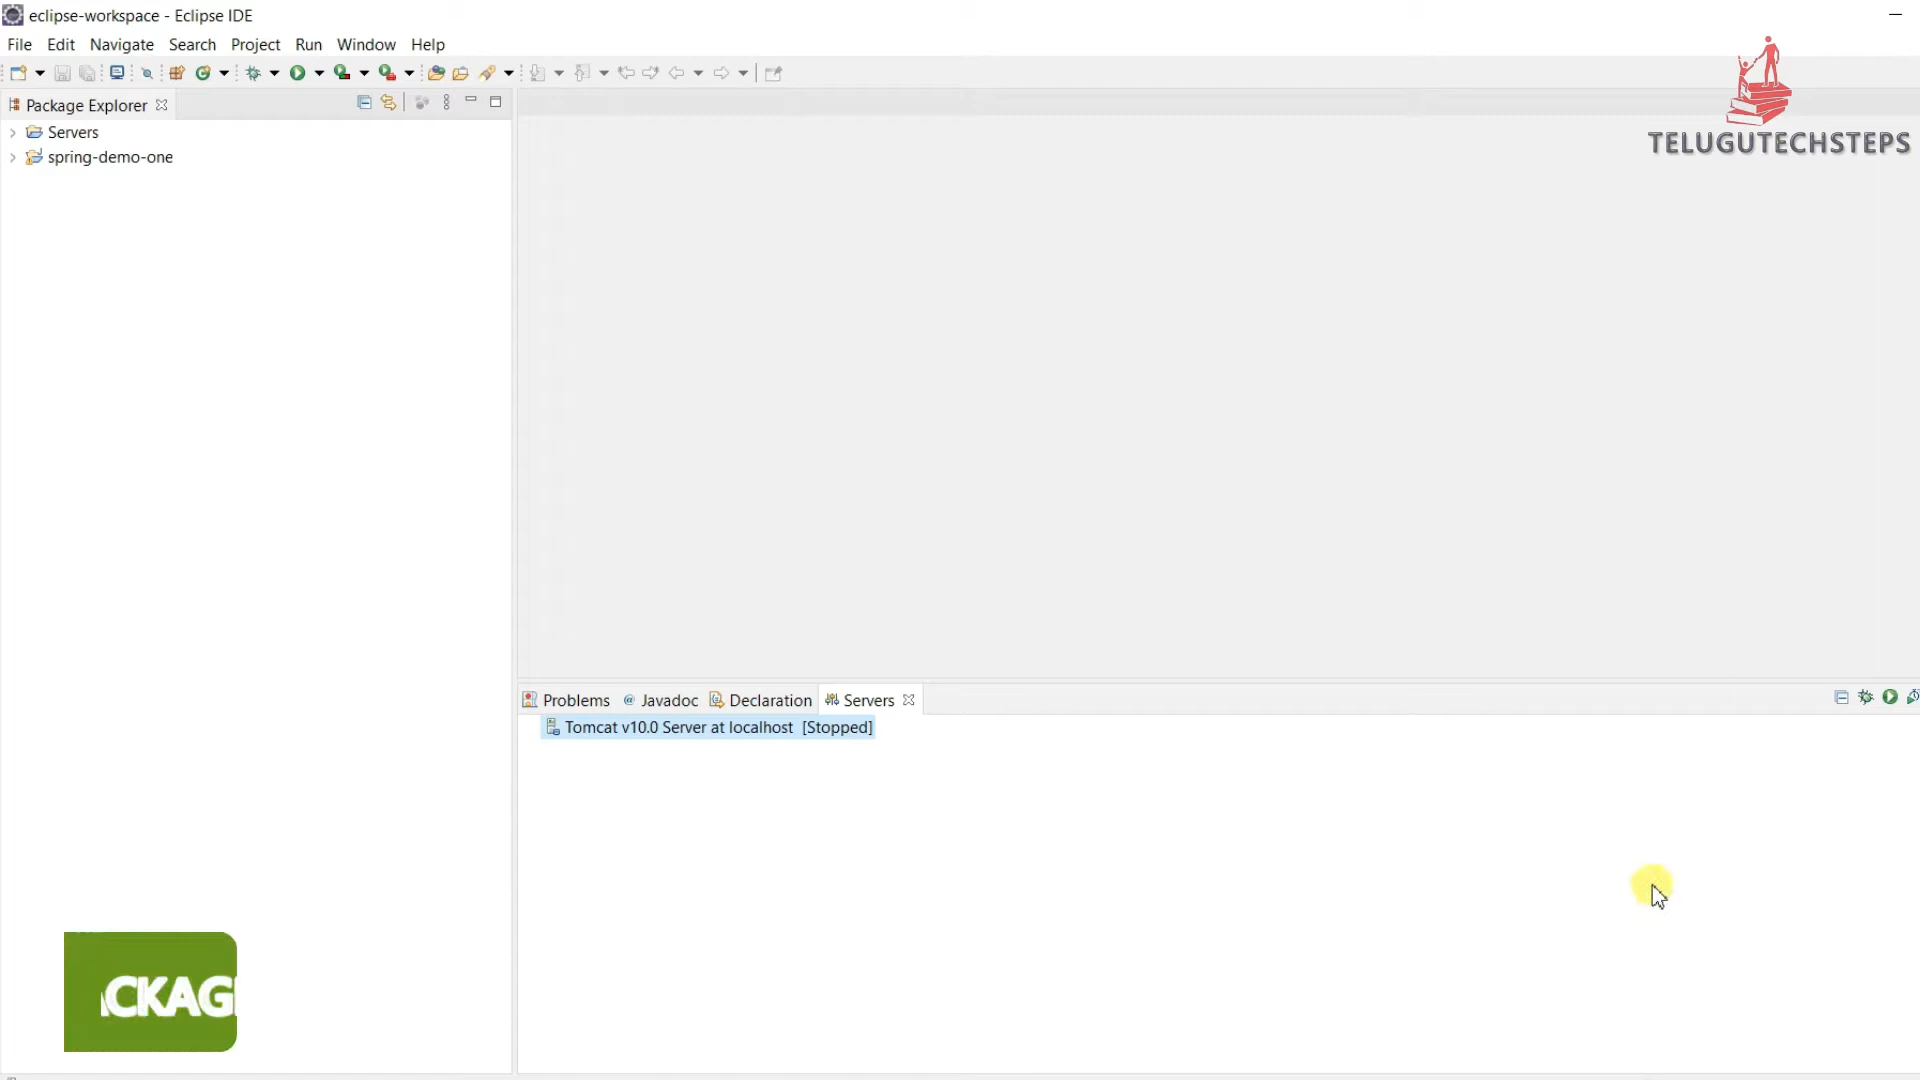 eclipse-workspace - Eclipse IDE
File Edit Navigate Search Project Run Window Help
TELUGUTECHSTEPS
Package Explorer
Servers
spring-demo-one
Problems Javadoc Declaration Servers
Tomcat v10.0 Server at localhost [Stopped]